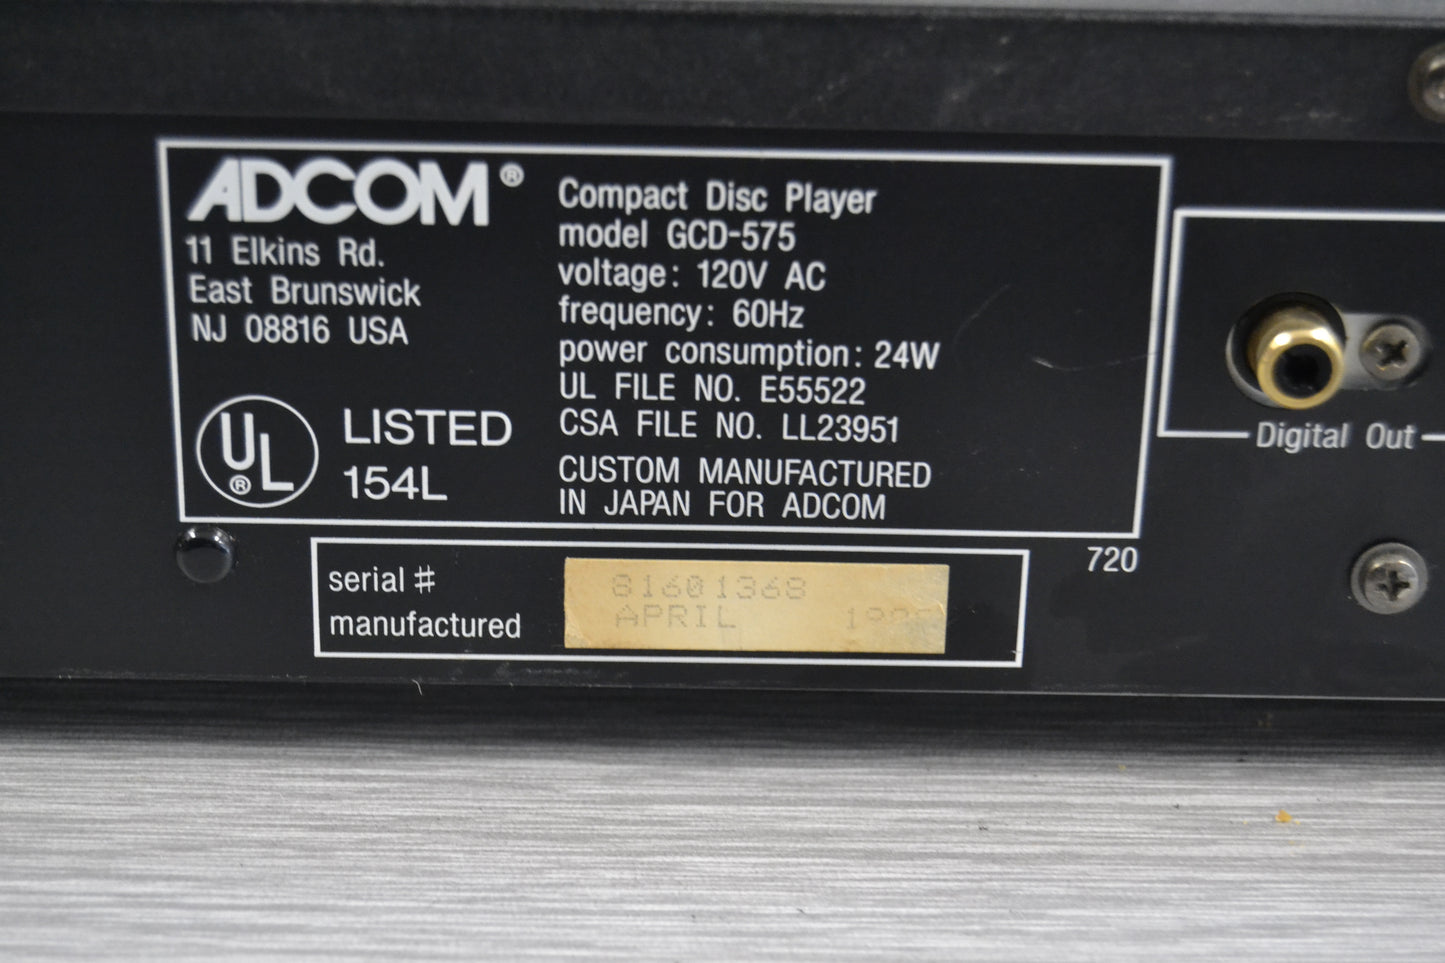 ADCOM®
11 Elkins Rd.
East Brunswick
NJ 08816 USA
UL® LISTED
154L
Compact Disc Player
model GCD-575
voltage: 120V AC
frequency: 60Hz
power consumption: 24W
UL FILE NO. E55522
CSA FILE NO. LL23951
CUSTOM MANUFACTURED
IN JAPAN FOR ADCOM
Digital Out
720
serial # 81601368
manufactured APRIL